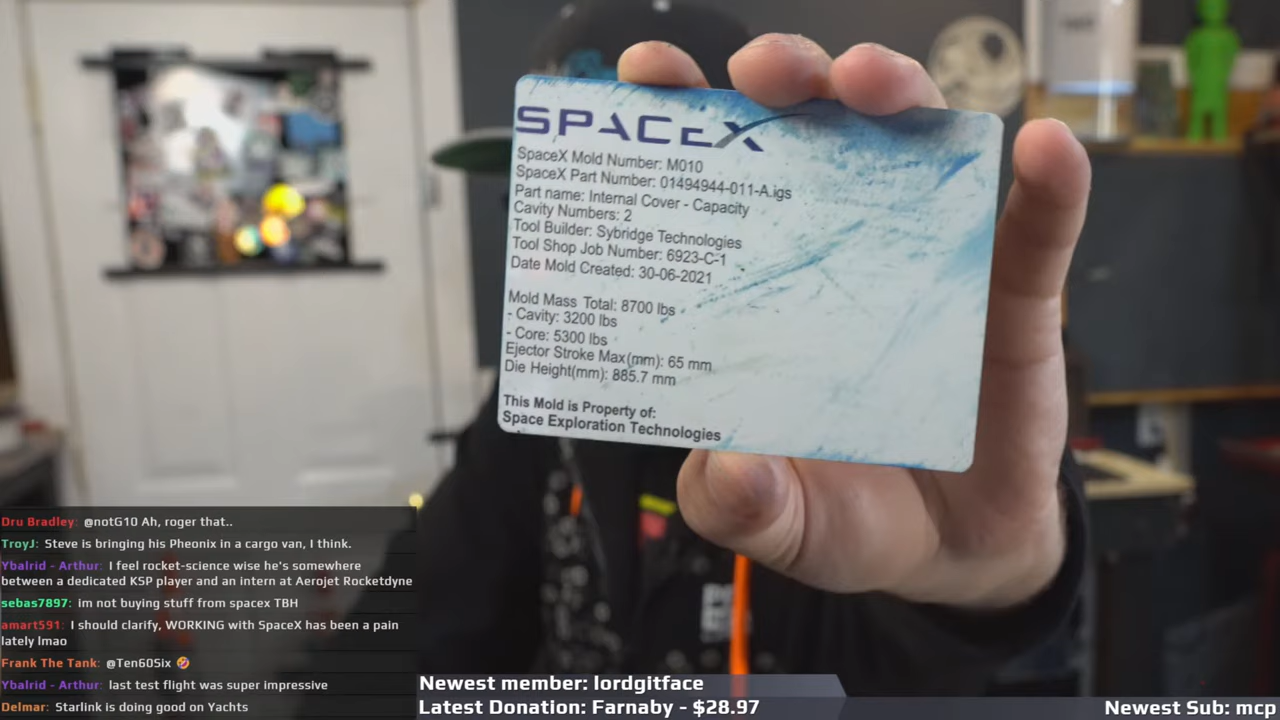 SPACEX
SpaceX Mold Number: M010
SpaceX Part Number: 01494944-011-A.igs
Part name: Internal Cover - Capacity
Cavity Numbers: 2
Tool Builder: Sybridge Technologies
Tool Shop Job Number: 6923-C-1
Date Mold Created: 30-06-2021
Mold Mass Total: 8700 lbs
- Cavity: 3200 lbs
- Core: 5300 lbs
Ejector Stroke Max(mm): 65 mm
Die Height(mm): 885.7 mm
This Mold is Property of:
Space Exploration Technologies
Dru Bradley: @notG10 Ah, roger that..
TroyJ: Steve is bringing his Pheonix in a cargo van, I think.
Ybalrid - Arthur: I feel rocket-science wise he's somewhere
between a dedicated KSP player and an intern at Aerojet Rocketdyne
sebas7897: im not buying stuff from spacex TBH
amart591: I should clarify, WORKING with SpaceX has been a pain
lately lmao
Frank The Tank: @Ten60Six 🤣
Ybalrid - Arthur: last test flight was super impressive
Delmar: Starlink is doing good on Yachts
Newest member: lordgitface
Latest Donation: Farnaby - $28.97
Newest Sub: mcp